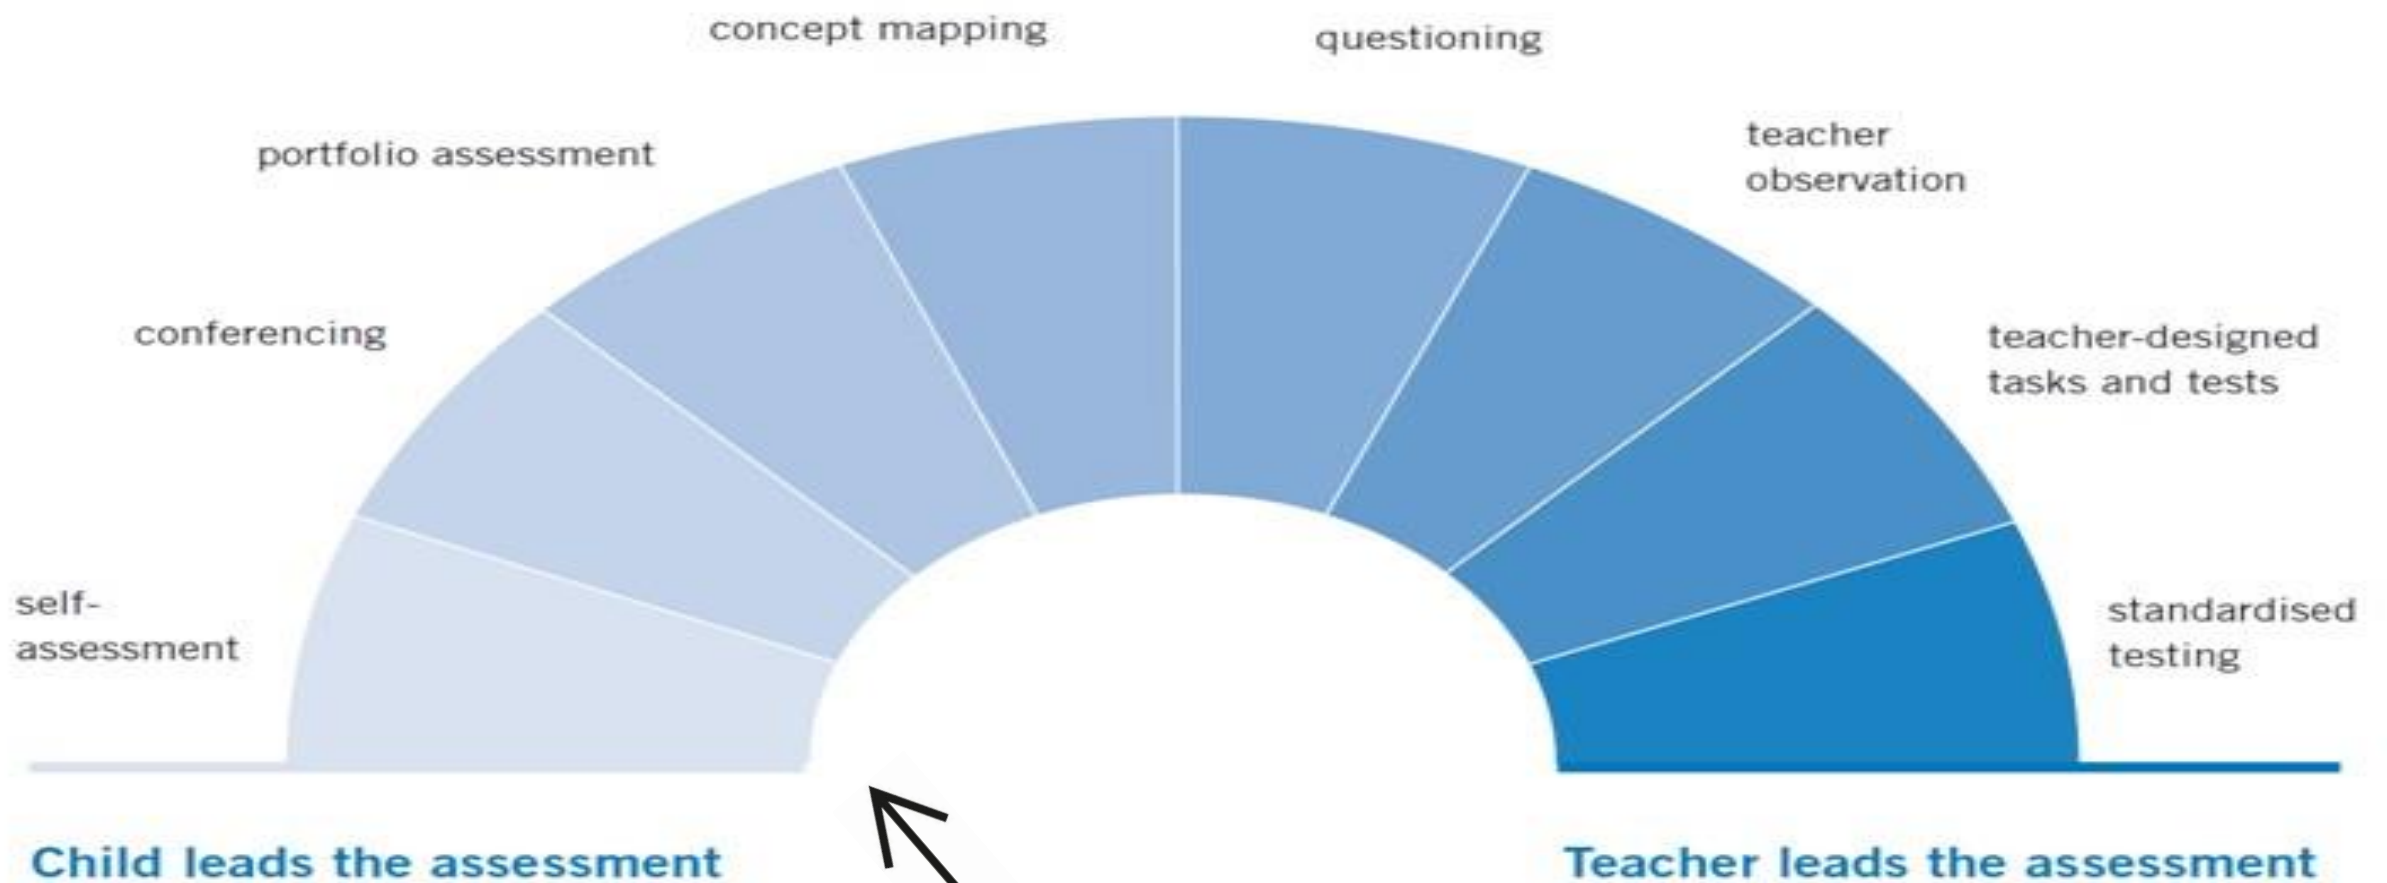 concept mapping
questioning
portfolio assessment
teacher
observation
conferencing
teacher-designed
tasks and tests
self-
assessment
standardised
testing
Child leads the assessment
Teacher leads the assessment